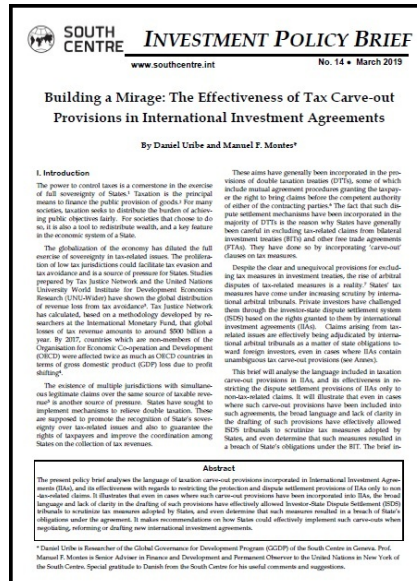 SOUTH
CENTRE
INVESTMENT POLICY BRIEF
www.southcentre.int
No. 14 ● March 2019
Building a Mirage: The Effectiveness of Tax Carve-out
Provisions in International Investment Agreements
By Daniel Uribe and Manuel F. Montes*
I. Introduction
The power to control taxes is a cornerstone in the exercise
of full sovereignty of States.¹ Taxation is the principal
means to finance the provision of public goods.² For many
societies, taxation seeks to distribute the burden of achiev-
ing public objectives fairly. For societies that choose to do
so, it is also a tool to redistribute wealth, and a key feature
in the economic system of a State.
The globalization of the economy has diluted the full
exercise of sovereignty in tax-related issues. The prolifera-
tion of low tax jurisdictions could facilitate tax evasion and
tax avoidance and is a source of pressure for States. Studies
prepared by Tax Justice Network and the United Nations
University World Institute for Development Economics
Research (UNU-Wider) have shown the global distribution
of revenue loss from tax avoidance³. Tax Justice Network
has calculated, based on a methodology developed by re-
searchers at the International Monetary Fund, that global
losses of tax revenue amounts to around $500 billion a
year. By 2017, countries which are non-members of the
Organisation for Economic Co-operation and Development
(OECD) were affected twice as much as OECD countries in
terms of gross domestic product (GDP) loss due to profit
shifting⁴.
The existence of multiple jurisdictions with simultane-
ous legitimate claims over the same source of taxable reve-
nue⁵ is another source of pressure. States have sought to
implement mechanisms to relieve double taxation. These
are supposed to promote the recognition of State's sover-
eignty over tax-related issues and also to guarantee the
rights of taxpayers and improve the coordination among
States on the collection of tax revenues.
These aims have generally been incorporated in the pro-
visions of double taxation treaties (DTTs), some of which
include mutual agreement procedures granting the taxpay-
er the right to bring claims before the competent authority
of either of the contracting parties.⁶ The fact that such dis-
pute settlement mechanisms have been incorporated in the
majority of DTTs is the reason why States have generally
been careful in excluding tax-related claims from bilateral
investment treaties (BITs) and other free trade agreements
(FTAs). They have done so by incorporating 'carve-out'
clauses on tax measures.
Despite the clear and unequivocal provisions for exclud-
ing tax measures in investment treaties, the rise of arbitral
disputes of tax-related measures is a reality.⁷ States' tax
measures have come under increasing scrutiny by interna-
tional arbitral tribunals. Private investors have challenged
them through the investor-state dispute settlement system
(ISDS) based on the rights granted to them by international
investment agreements (IIAs). Claims arising from tax-
related issues are effectively being adjudicated by internati-
onal arbitral tribunals as a matter of state obligations to-
ward foreign investors, even in cases where IIAs contain
unambiguous tax carve-out provisions (see Annex).
This brief will analyse the language included in taxation
carve-out provisions in IIAs, and its effectiveness in re-
stricting the dispute settlement provisions of IIAs only to
non-tax-related claims. It will illustrate that even in cases
where such carve-out provisions have been included into
such agreements, the broad language and lack of clarity in
the drafting of such provisions have effectively allowed
ISDS tribunals to scrutinize tax measures adopted by
States, and even determine that such measures resulted in
a breach of State's obligations under the BIT. The brief in-
Abstract
The present policy brief analyses the language of taxation carve-out provisions incorporated in International Investment Agree-
ments (IIAs), and its effectiveness with regards to restricting the protection and dispute settlement provisions of IIAs only to non
-tax-related claims. It illustrates that even in cases where such carve-out provisions have been incorporated into IIAs, the broad
language and lack of clarity in the drafting of such provisions have effectively allowed Investor-State Dispute Settlement (ISDS)
tribunals to scrutinize tax measures adopted by States, and even determine that such measures resulted in a breach of State's
obligations under the agreement. It makes recommendations on how States could effectively implement such carve-outs when
negotiating, reforming or drafting new international investment agreements.
* Daniel Uribe is Researcher of the Global Governance for Development Program (GGDP) of the South Centre in Geneva. Prof.
Manuel F. Montes is Senior Adviser in Finance and Development and Permanent Observer to the United Nations in New York of
the South Centre. Special gratitude to Danish from the South Centre for his useful comments and suggestions.